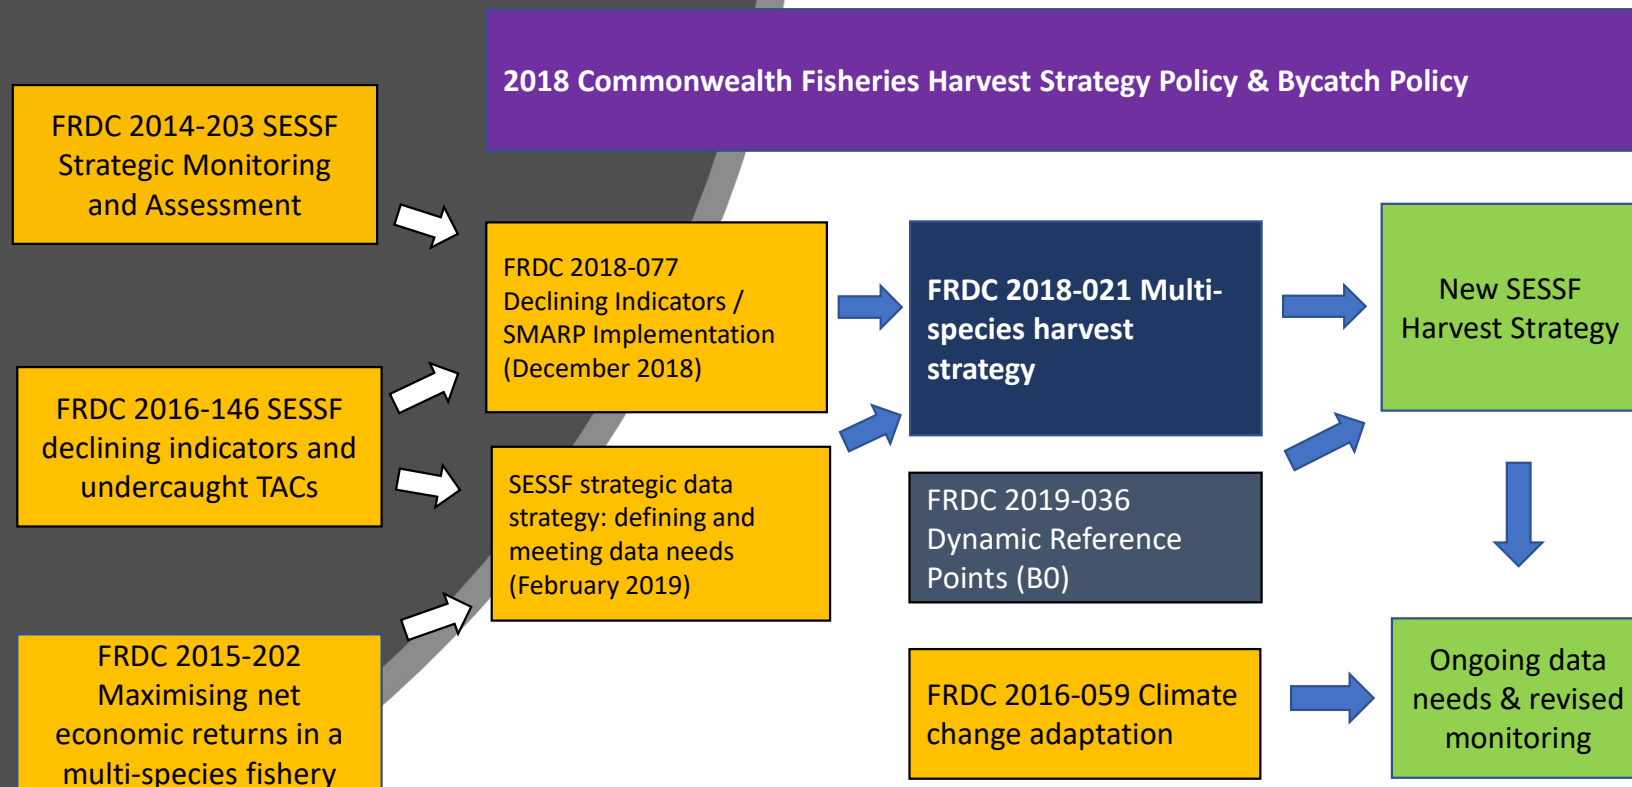 2018 Commonwealth Fisheries Harvest Strategy Policy & Bycatch Policy
FRDC 2014-203 SESSF
Strategic Monitoring
and Assessment
FRDC 2016-146 SESSF
declining indicators and
undercaught TACs
FRDC 2015-202
Maximising net
economic returns in a
multi-species fishery
FRDC 2018-077
Declining Indicators /
SMARP Implementation
(December 2018)
SESSF strategic data
strategy: defining and
meeting data needs
(February 2019)
FRDC 2018-021 Multi-
species harvest
strategy
FRDC 2019-036
Dynamic Reference
Points (B0)
FRDC 2016-059 Climate
change adaptation
New SESSF
Harvest Strategy
Ongoing data
needs & revised
monitoring